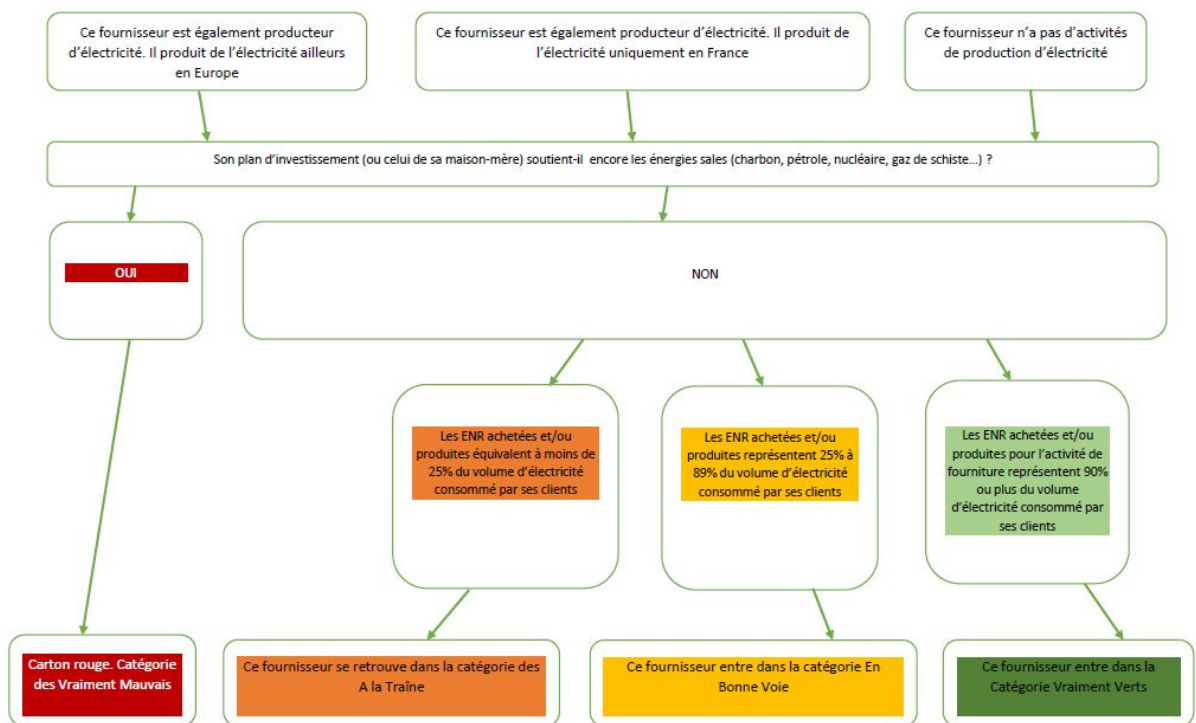 Ce fournisseur est également producteur
d'électricité. Il produit de l'électricité ailleurs
en Europe
Ce fournisseur est également producteur d'électricité. Il produit de
l'électricité uniquement en France
Ce fournisseur n'a pas d'activités
de production d'électricité
Son plan d'investissement (ou celui de sa maison-mère) soutient-il encore les énergies sales (charbon, pétrole, nucléaire, gaz de schiste...) ?
OUI
NON
Les ENR achetées et/ou
produites équivalent à moins de
25% du volume d'électricité
consommé par ses clients
Les ENR achetées et/ou
produites représentent 25% à
89% du volume d'électricité
consommé par ses clients
Les ENR achetées et/ou
produites pour l'activité de
fourniture représentent 90%
ou plus du volume
d'électricité consommé par
ses clients
Carton rouge. Catégorie
des Vraiment Mauvais
Ce fournisseur se retrouve dans la catégorie des
A la Traîne
Ce fournisseur entre dans la catégorie En
Bonne Voie
Ce fournisseur entre dans la
Catégorie Vraiment Verts